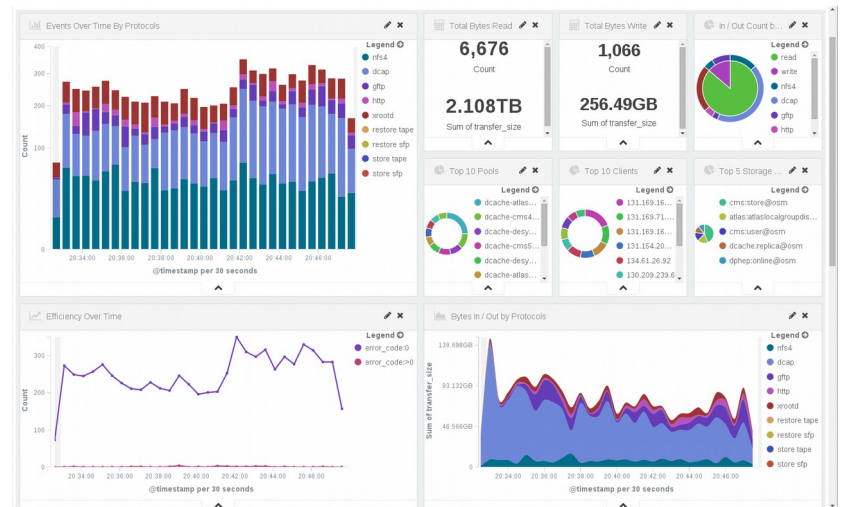 Events Over Time By Protocols
Legend
400
300
200
100
0
Count
nfs4
dcap
gftp
http
xrootd
restore tape
restore sfp
store tape
store sfp
20:34:00 20:36:00 20:38:00 20:40:00 20:42:00 20:44:00 20:46:00
@timestamp per 30 seconds
Total Bytes Read
6,676
Count
2.108TB
Sum of transfer_size
Total Bytes Write
1,066
Count
256.49GB
Sum of transfer_size
In / Out Count b...
Legend
read
write
nfs4
dcap
gftp
http
Top 10 Pools
Legend
dcache-atlas...
dcache-cms4...
dcache-desy...
dcache-cms5...
dcache-desy...
dcache-atlas...
Top 10 Clients
Legend
131.169.16...
131.169.71....
131.169.16...
131.154.20...
134.61.26.92
130.209.239.6
Top 5 Storage ...
Legend
cms:store@osm
atlas:atlaslocalgroupdis...
cms:user@osm
dcache:replica@osm
dphep:online@osm
Efficiency Over Time
Legend
error_code:0
error_code:>0
300
200
100
0
Count
20:34:00 20:36:00 20:38:00 20:40:00 20:42:00 20:44:00 20:46:00
@timestamp per 30 seconds
Bytes In / Out by Protocols
Legend
139.698GB
93.132GB
46.566GB
0
Sum of transfer_size
nfs4
dcap
gftp
http
xrootd
restore tape
restore sfp
store tape
store sfp
20:34:00 20:36:00 20:38:00 20:40:00 20:42:00 20:44:00 20:46:00
@timestamp per 30 seconds